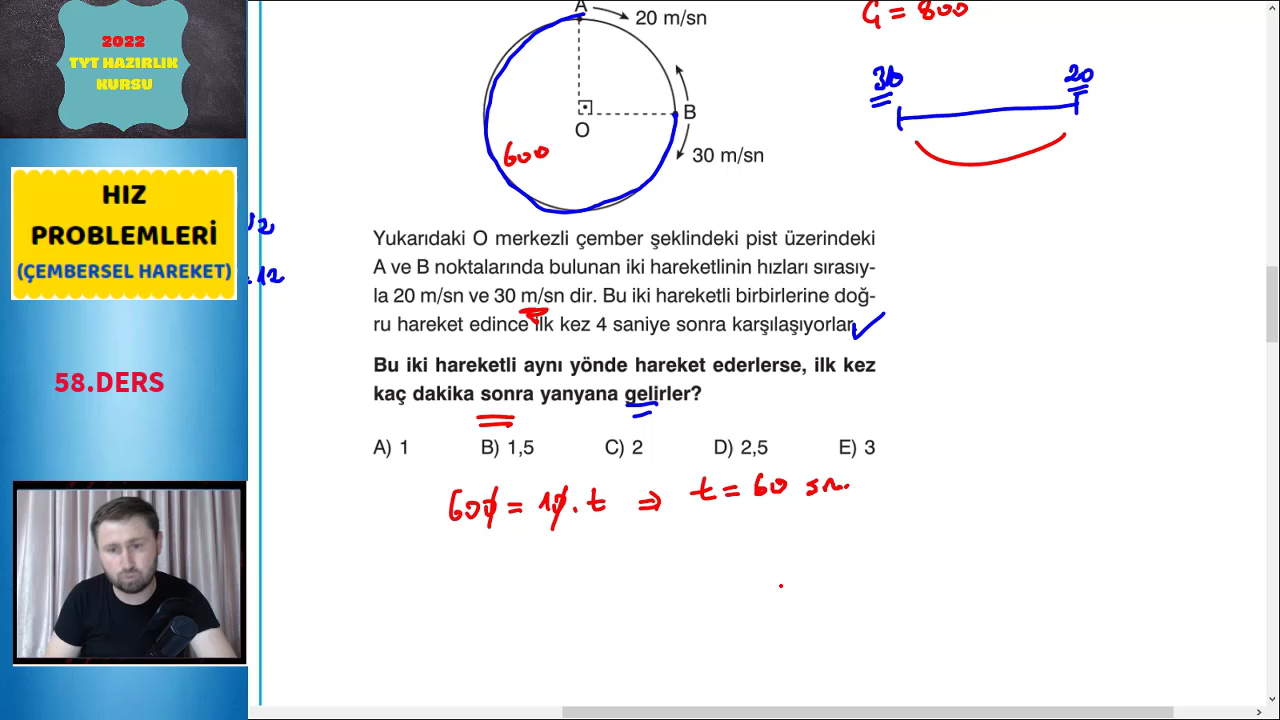 2022
TYT HAZIRLIK
KURSU
HIZ
PROBLEMLERİ
(ÇEMBERSEL HAREKET)
58.DERS
12
.12
A
20 m/sn
B
O
600
30 m/sn
Ç = 800
30
20
Yukarıdaki O merkezli çember şeklindeki pist üzerindeki
A ve B noktalarında bulunan iki hareketlinin hızları sırasıy-
la 20 m/sn ve 30 m/sn dir. Bu iki hareketli birbirlerine doğ-
ru hareket edince ilk kez 4 saniye sonra karşılaşıyorlar.
Bu iki hareketli aynı yönde hareket ederlerse, ilk kez
kaç dakika sonra yanyana gelirler?
A) 1 B) 1,5 C) 2 D) 2,5 E) 3
600 = 10 . t ⇒ t = 60 sn.